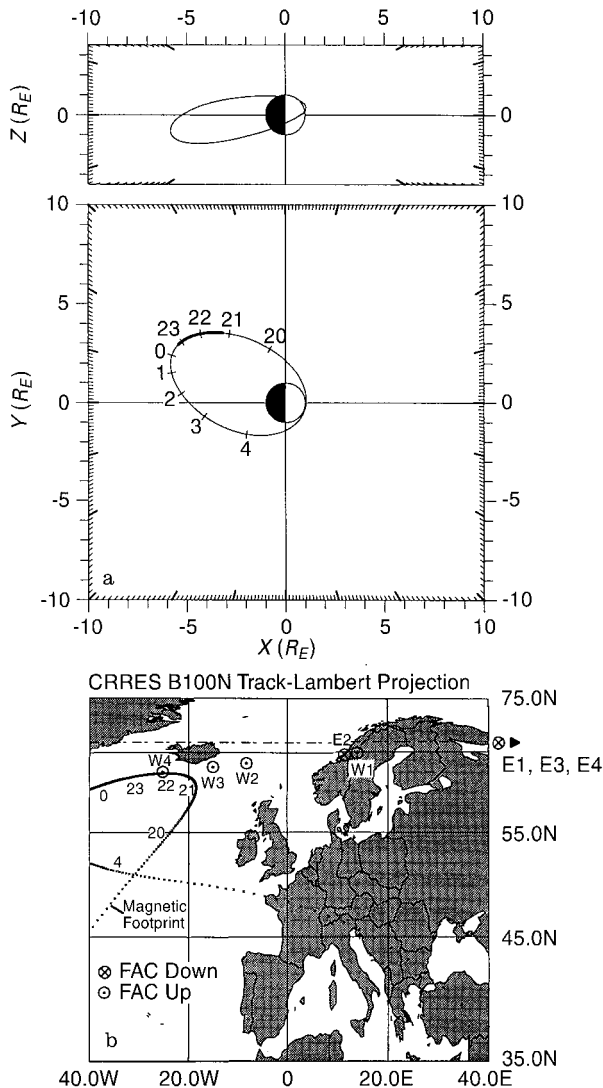 -10 -5 0 5 10
Z (R_E)
0 0
10 10
5 5
23 22 21 20
0
1
2
3
4
Y (R_E)
0 0
-5 -5
-10 -10
a
-10 -5 0 5 10
X (R_E)
CRRES B100N Track-Lambert Projection
75.0N
E2
W4 W3 W2 W1
E1, E3, E4
0 23 22 21
20
55.0N
4
Magnetic
Footprint
45.0N
⊗ FAC Down
⊙ FAC Up
b
35.0N
40.0W 20.0W 0 20.0E 40.0E